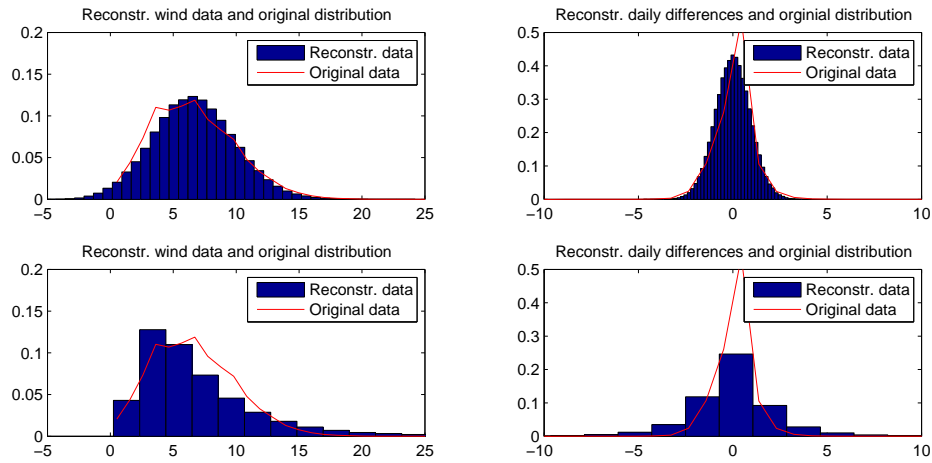 Reconstr. wind data and original distribution
0.2
0.15
0.1
0.05
0
-5 0 5 10 15 20 25
Reconstr. data
Original data
Reconstr. daily differences and orginial distribution
0.5
0.4
0.3
0.2
0.1
0
-10 -5 0 5 10
Reconstr. data
Original data
Reconstr. wind data and original distribution
0.2
0.15
0.1
0.05
0
-5 0 5 10 15 20 25
Reconstr. data
Original data
Reconstr. daily differences and orginial distribution
0.5
0.4
0.3
0.2
0.1
0
-10 -5 0 5 10
Reconstr. data
Original data